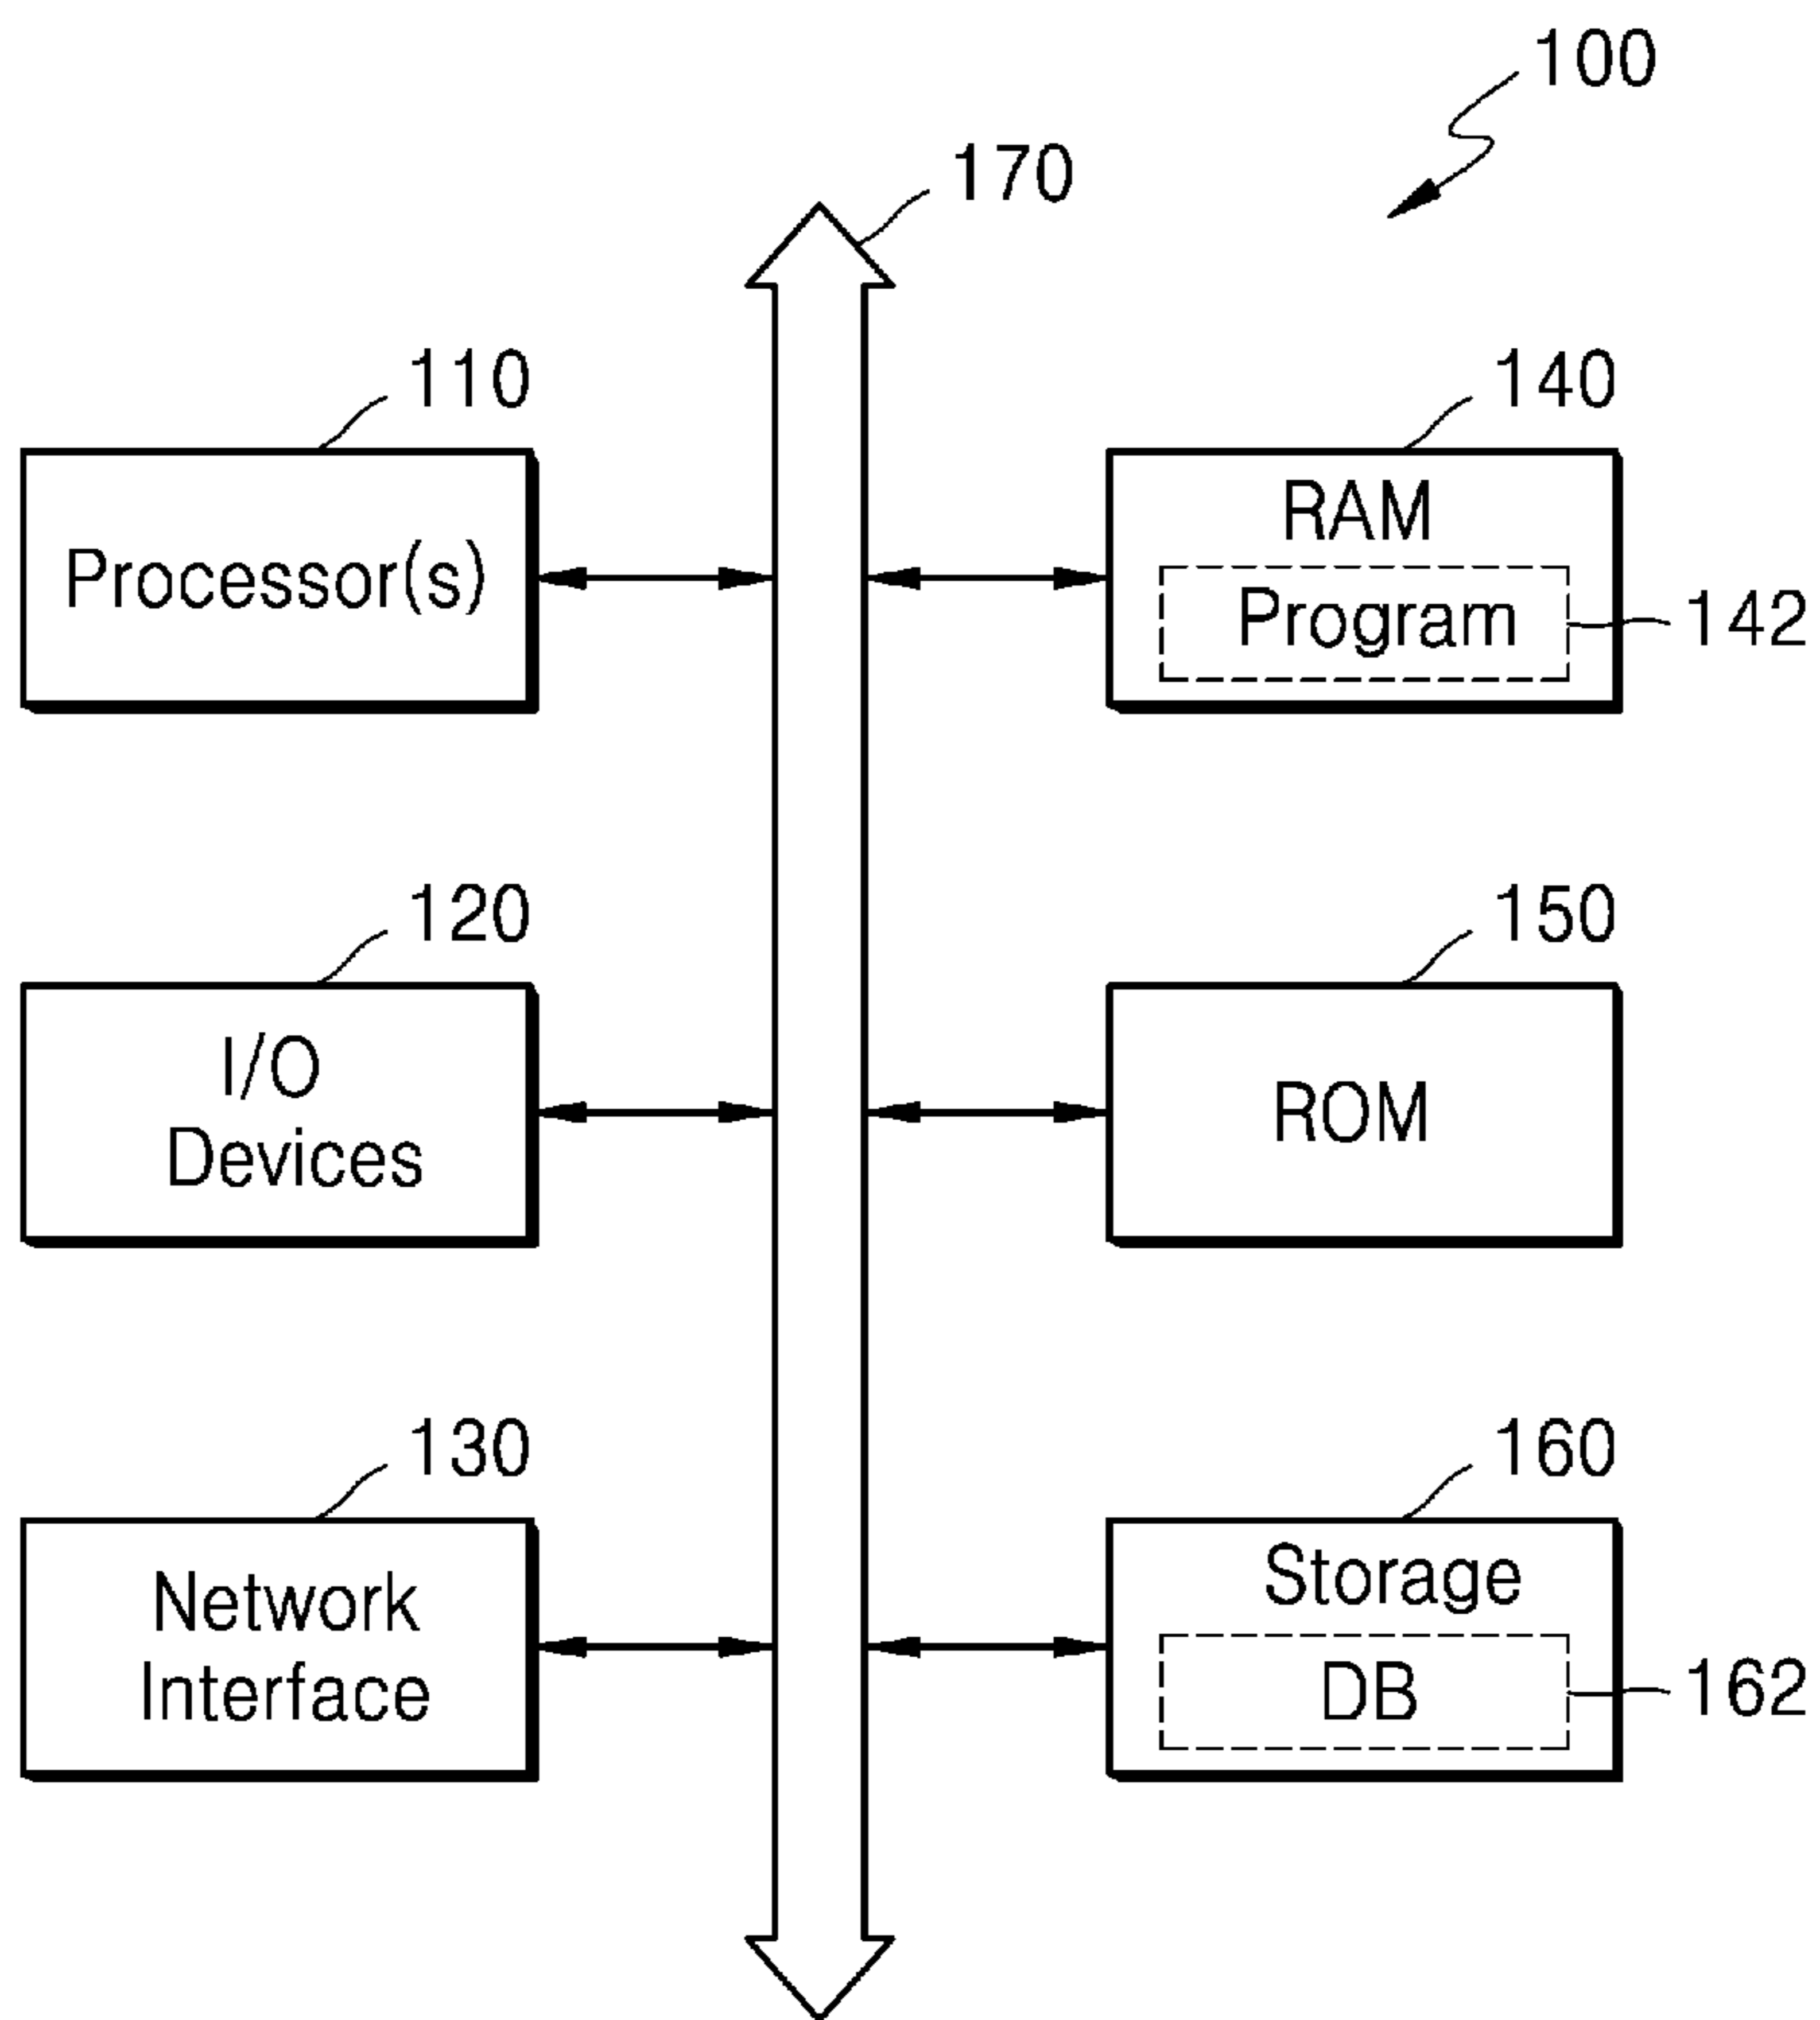 100
170
110
Processor(s)
140
RAM
Program
142
120
I/O
Devices
150
ROM
130
Network
Interface
160
Storage
DB
162